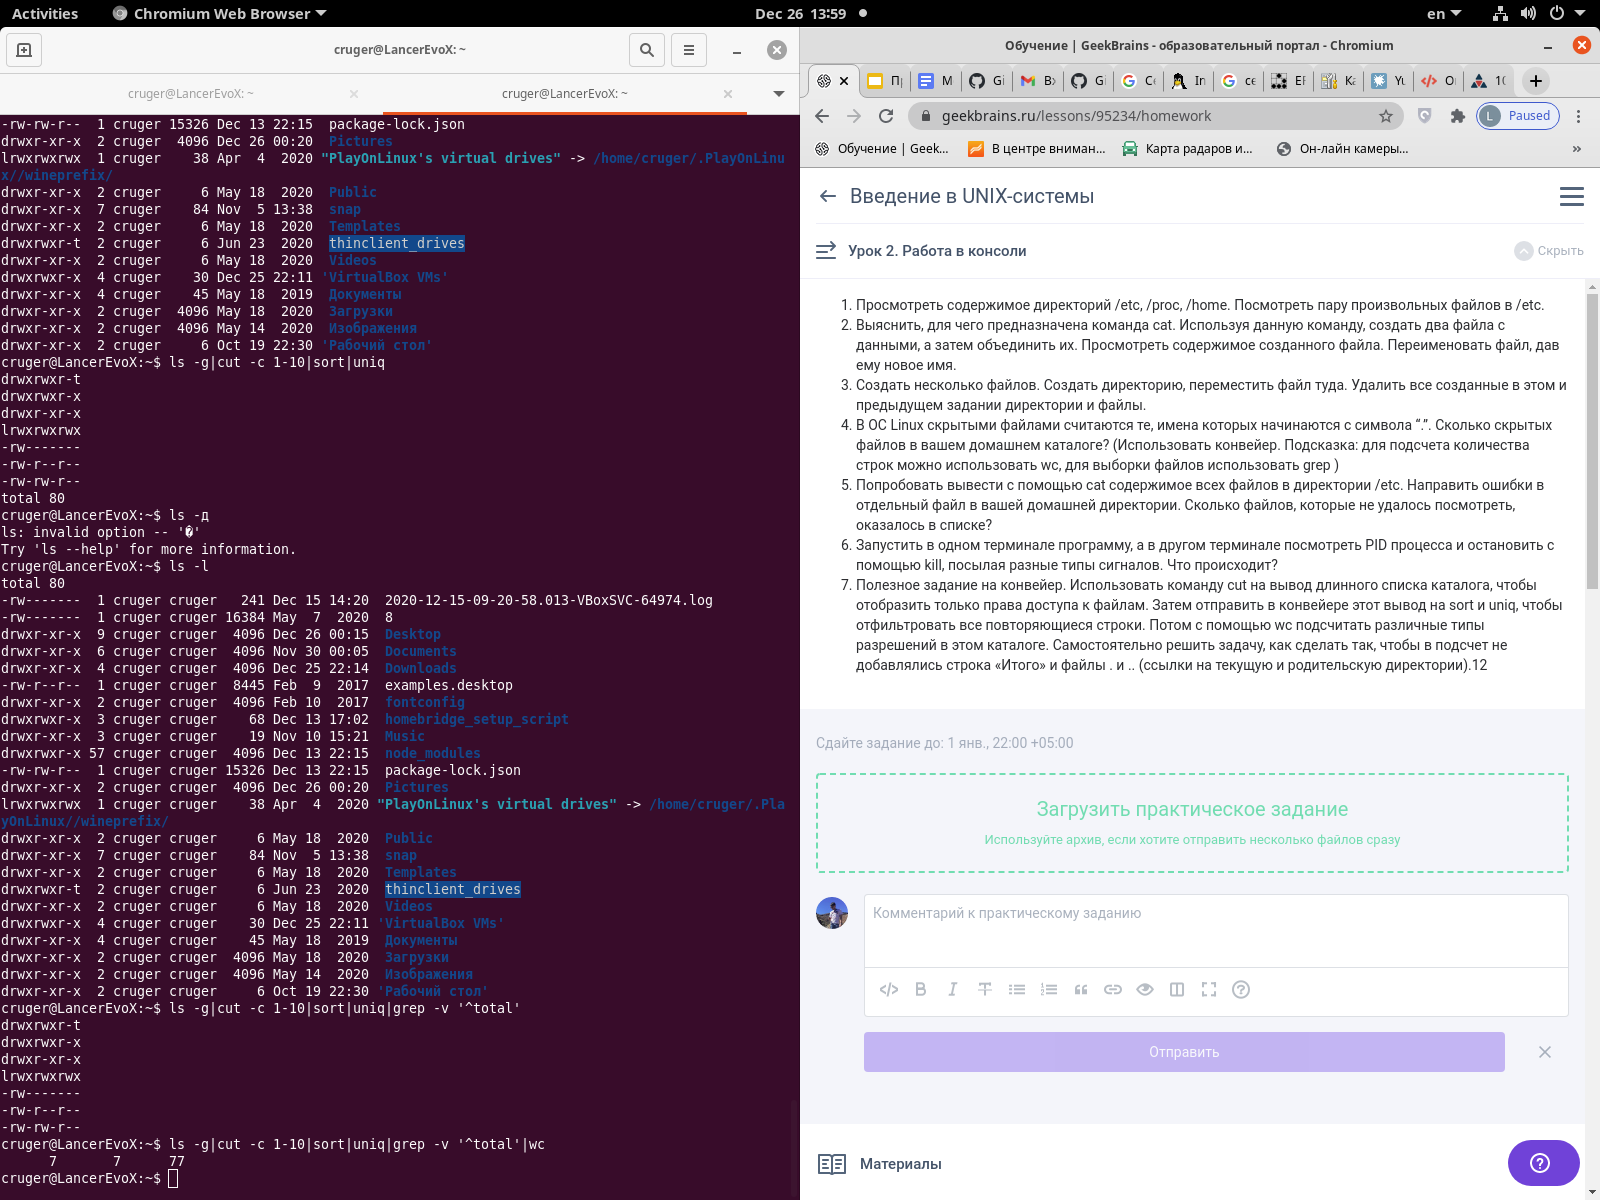 Activities
Chromium Web Browser
Dec 26 13:59
en
cruger@LancerEvoX: ~
cruger@LancerEvoX: ~
cruger@LancerEvoX: ~
-rw-rw-r-- 1 cruger 15326 Dec 13 22:15 package-lock.json
drwxr-xr-x 2 cruger 4096 Dec 26 00:20 Pictures
lrwxrwxrwx 1 cruger 38 Apr 4 2020 "PlayOnLinux's virtual drives" -> /home/cruger/.PlayOnLinu
x//wineprefix/
drwxr-xr-x 2 cruger 6 May 18 2020 Public
drwxr-xr-x 7 cruger 84 Nov 5 13:38 snap
drwxr-xr-x 2 cruger 6 May 18 2020 Templates
drwxrwxr-t 2 cruger 6 Jun 23 2020 thinclient_drives
drwxr-xr-x 2 cruger 6 May 18 2020 Videos
drwxrwxr-x 4 cruger 30 Dec 25 22:11 'VirtualBox VMs'
drwxr-xr-x 4 cruger 45 May 18 2019 Документы
drwxr-xr-x 2 cruger 4096 May 18 2020 Загрузки
drwxr-xr-x 2 cruger 4096 May 14 2020 Изображения
drwxr-xr-x 2 cruger 6 Oct 19 22:30 'Рабочий стол'
cruger@LancerEvoX:~$ ls -g|cut -c 1-10|sort|uniq
drwxrwxr-t
drwxrwxr-x
drwxr-xr-x
lrwxrwxrwx
-rw-------
-rw-r--r--
-rw-rw-r--
total 80
cruger@LancerEvoX:~$ ls -д
ls: invalid option -- '�'
Try 'ls --help' for more information.
cruger@LancerEvoX:~$ ls -l
total 80
-rw------- 1 cruger cruger 241 Dec 15 14:20 2020-12-15-09-20-58.013-VBoxSVC-64974.log
-rw------- 1 cruger cruger 16384 May 7 2020 8
drwxr-xr-x 9 cruger cruger 4096 Dec 26 00:15 Desktop
drwxr-xr-x 6 cruger cruger 4096 Nov 30 00:05 Documents
drwxr-xr-x 4 cruger cruger 4096 Dec 25 22:14 Downloads
-rw-r--r-- 1 cruger cruger 8445 Feb 9 2017 examples.desktop
drwxr-xr-x 2 cruger cruger 4096 Feb 10 2017 fontconfig
drwxrwxr-x 3 cruger cruger 68 Dec 13 17:02 homebridge_setup_script
drwxr-xr-x 3 cruger cruger 19 Nov 10 15:21 Music
drwxrwxr-x 57 cruger cruger 4096 Dec 13 22:15 node_modules
-rw-rw-r-- 1 cruger cruger 15326 Dec 13 22:15 package-lock.json
drwxr-xr-x 2 cruger cruger 4096 Dec 26 00:20 Pictures
lrwxrwxrwx 1 cruger cruger 38 Apr 4 2020 "PlayOnLinux's virtual drives" -> /home/cruger/.Pla
yOnLinux//wineprefix/
drwxr-xr-x 2 cruger cruger 6 May 18 2020 Public
drwxr-xr-x 7 cruger cruger 84 Nov 5 13:38 snap
drwxr-xr-x 2 cruger cruger 6 May 18 2020 Templates
drwxrwxr-t 2 cruger cruger 6 Jun 23 2020 thinclient_drives
drwxr-xr-x 2 cruger cruger 6 May 18 2020 Videos
drwxrwxr-x 4 cruger cruger 30 Dec 25 22:11 'VirtualBox VMs'
drwxr-xr-x 4 cruger cruger 45 May 18 2019 Документы
drwxr-xr-x 2 cruger cruger 4096 May 18 2020 Загрузки
drwxr-xr-x 2 cruger cruger 4096 May 14 2020 Изображения
drwxr-xr-x 2 cruger cruger 6 Oct 19 22:30 'Рабочий стол'
cruger@LancerEvoX:~$ ls -g|cut -c 1-10|sort|uniq|grep -v '^total'
drwxrwxr-t
drwxrwxr-x
drwxr-xr-x
lrwxrwxrwx
-rw-------
-rw-r--r--
-rw-rw-r--
cruger@LancerEvoX:~$ ls -g|cut -c 1-10|sort|uniq|grep -v '^total'|wc
7 7 77
cruger@LancerEvoX:~$
Обучение | GeekBrains - образовательный портал - Chromium
geekbrains.ru/lessons/95234/homework
L Paused
Обучение | Geek...
В центре вниман...
Карта радаров и...
Он-лайн камеры...
»
Введение в UNIX-системы
Урок 2. Работа в консоли
Скрыть
1. Просмотреть содержимое директорий /etc, /proc, /home. Посмотреть пару произвольных файлов в /etc.
2. Выяснить, для чего предназначена команда cat. Используя данную команду, создать два файла с
данными, а затем объединить их. Просмотреть содержимое созданного файла. Переименовать файл, дав
ему новое имя.
3. Создать несколько файлов. Создать директорию, переместить файл туда. Удалить все созданные в этом и
предыдущем задании директории и файлы.
4. В ОС Linux скрытыми файлами считаются те, имена которых начинаются с символа “.”. Сколько скрытых
файлов в вашем домашнем каталоге? (Использовать конвейер. Подсказка: для подсчета количества
строк можно использовать wc, для выборки файлов использовать grep )
5. Попробовать вывести с помощью cat содержимое всех файлов в директории /etc. Направить ошибки в
отдельный файл в вашей домашней директории. Сколько файлов, которые не удалось посмотреть,
оказалось в списке?
6. Запустить в одном терминале программу, а в другом терминале посмотреть PID процесса и остановить с
помощью kill, посылая разные типы сигналов. Что происходит?
7. Полезное задание на конвейер. Использовать команду cut на вывод длинного списка каталога, чтобы
отобразить только права доступа к файлам. Затем отправить в конвейере этот вывод на sort и uniq, чтобы
отфильтровать все повторяющиеся строки. Потом с помощью wc подсчитать различные типы
разрешений в этом каталоге. Самостоятельно решить задачу, как сделать так, чтобы в подсчет не
добавлялись строка «Итого» и файлы . и .. (ссылки на текущую и родительскую директории).12
Сдайте задание до: 1 янв., 22:00 +05:00
Загрузить практическое задание
Используйте архив, если хотите отправить несколько файлов сразу
Комментарий к практическому заданию
Отправить
Материалы